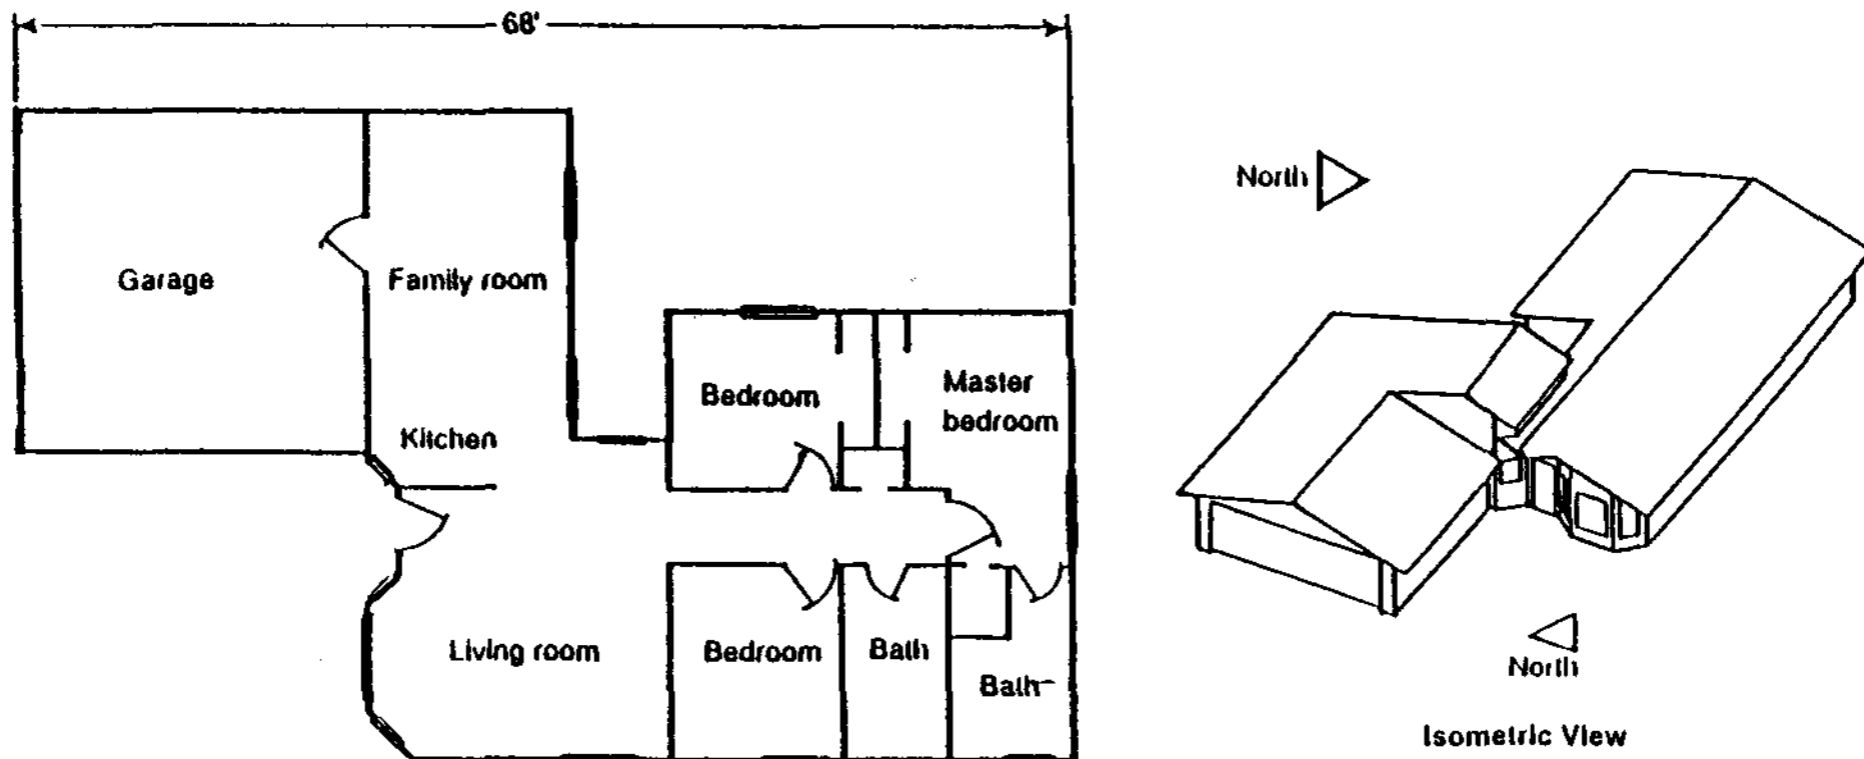 68'
Garage
Family room
Kitchen
Bedroom
Master
bedroom
Living room
Bedroom
Bath
Bath
North
North
Isometric View